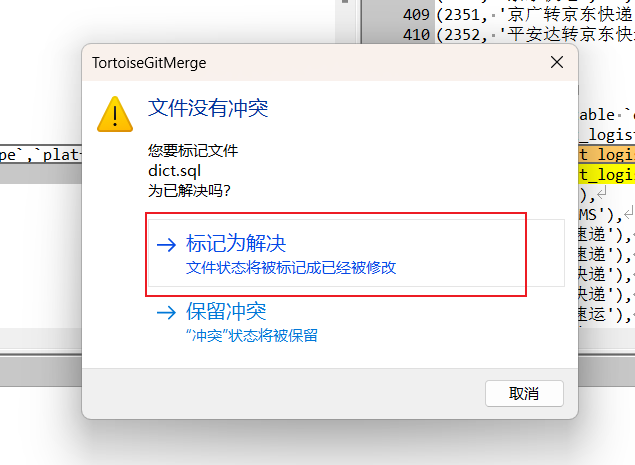 409 (2351, '京广转京东快递
410 (2352, '平安达转京东快
TortoiseGitMerge
文件没有冲突
您要标记文件
dict.sql
为已解决吗?
able `
_logist
pe`,`plat
t_logis
t_logis
),
MS'),
速递'),
速递'),
快递'),
快递'),
速运'),
标记为解决
文件状态将被标记成已经被修改
保留冲突
“冲突”状态将被保留
取消